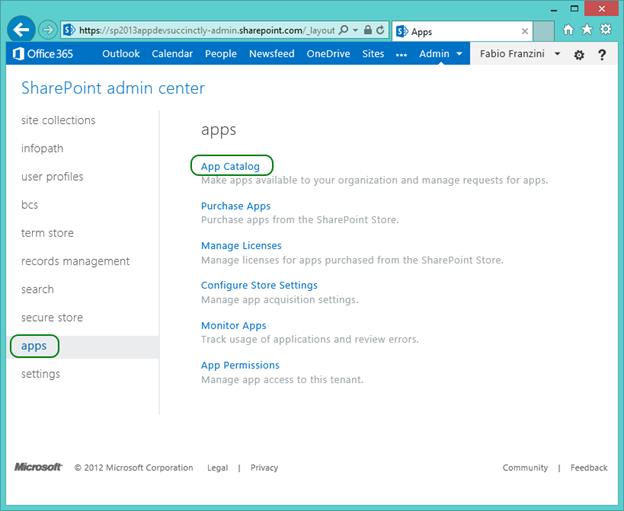 https://sp2013appdevsuccinctly-admin.sharepoint.com/_layout
Apps
Office 365 Outlook Calendar People Newsfeed OneDrive Sites ••• Admin Fabio Franzini ?
SharePoint admin center
site collections
infopath
user profiles
bcs
term store
records management
search
secure store
apps
settings
apps
App Catalog
Make apps available to your organization and manage requests for apps.
Purchase Apps
Purchase apps from the SharePoint Store.
Manage Licenses
Manage licenses for apps purchased from the SharePoint Store.
Configure Store Settings
Manage app acquisition settings.
Monitor Apps
Track usage of applications and review errors.
App Permissions
Manage app access to this tenant.
Microsoft © 2012 Microsoft Corporation Legal | Privacy Community | Feedback